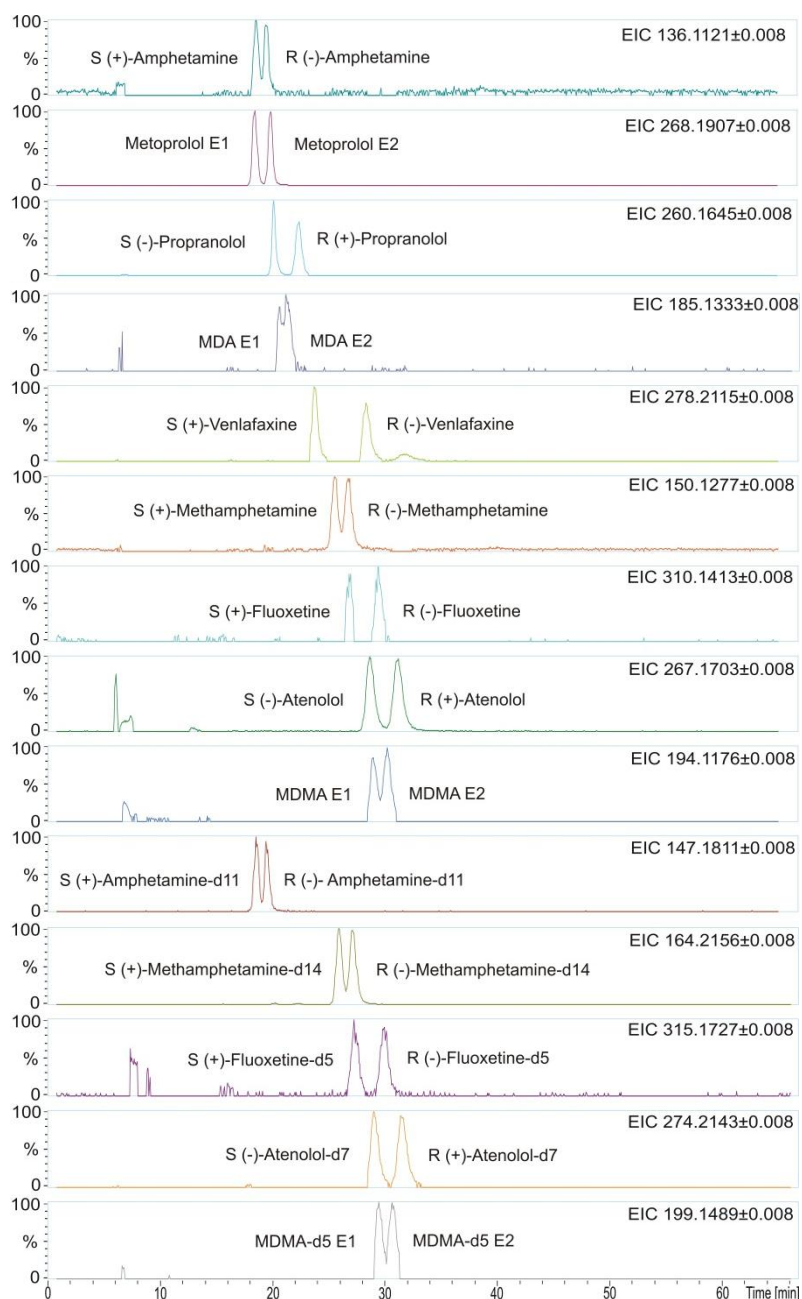 100
%
0
S (+)-Amphetamine R (-)-Amphetamine EIC 136.1121±0.008
100
%
0
Metoprolol E1 Metoprolol E2 EIC 268.1907±0.008
100
%
0
S (-)-Propranolol R (+)-Propranolol EIC 260.1645±0.008
100
%
0
MDA E1 MDA E2 EIC 185.1333±0.008
100
%
0
S (+)-Venlafaxine R (-)-Venlafaxine EIC 278.2115±0.008
100
%
0
S (+)-Methamphetamine R (-)-Methamphetamine EIC 150.1277±0.008
100
%
0
S (+)-Fluoxetine R (-)-Fluoxetine EIC 310.1413±0.008
100
%
0
S (-)-Atenolol R (+)-Atenolol EIC 267.1703±0.008
100
%
0
MDMA E1 MDMA E2 EIC 194.1176±0.008
100
%
0
S (+)-Amphetamine-d11 R (-)- Amphetamine-d11 EIC 147.1811±0.008
100
%
0
S (+)-Methamphetamine-d14 R (-)-Methamphetamine-d14 EIC 164.2156±0.008
100
%
0
S (+)-Fluoxetine-d5 R (-)-Fluoxetine-d5 EIC 315.1727±0.008
100
%
0
S (-)-Atenolol-d7 R (+)-Atenolol-d7 EIC 274.2143±0.008
100
%
0
MDMA-d5 E1 MDMA-d5 E2 EIC 199.1489±0.008
0 10 20 30 40 50 60 Time [min]